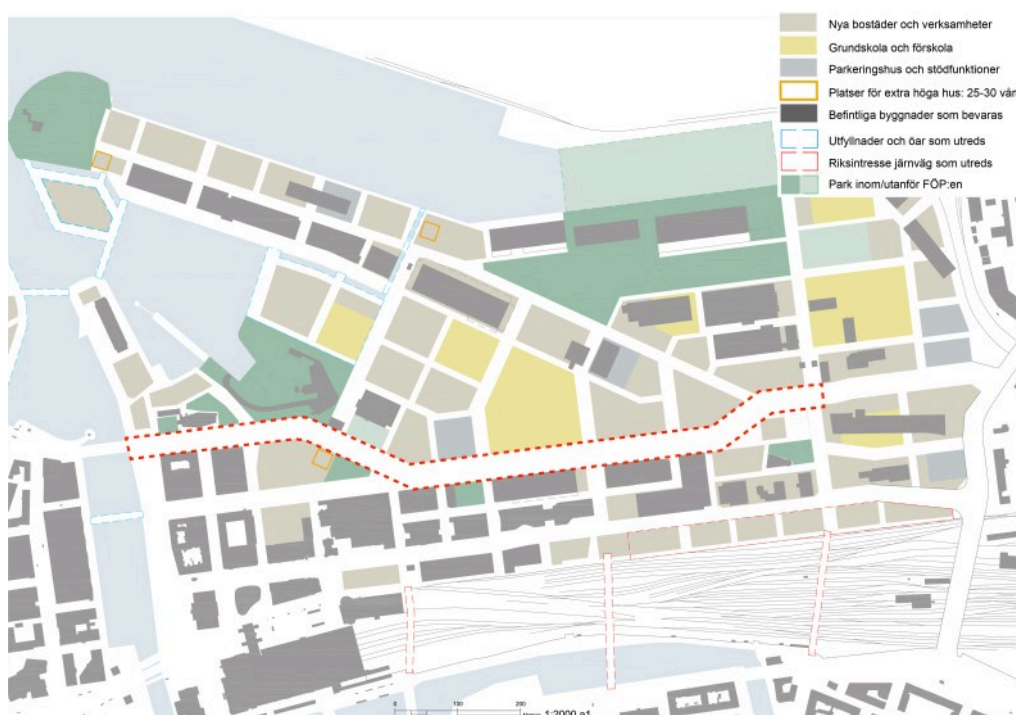 Nya bostäder och verksamheter
Grundskola och förskola
Parkeringshus och stödfunktioner
Platser för extra höga hus: 25-30 vån
Befintliga byggnader som bevaras
Utfyllnader och öar som utreds
Riksintresse järnväg som utreds
Park inom/utanför FÖP:en
0 100 200
1:2000 a1